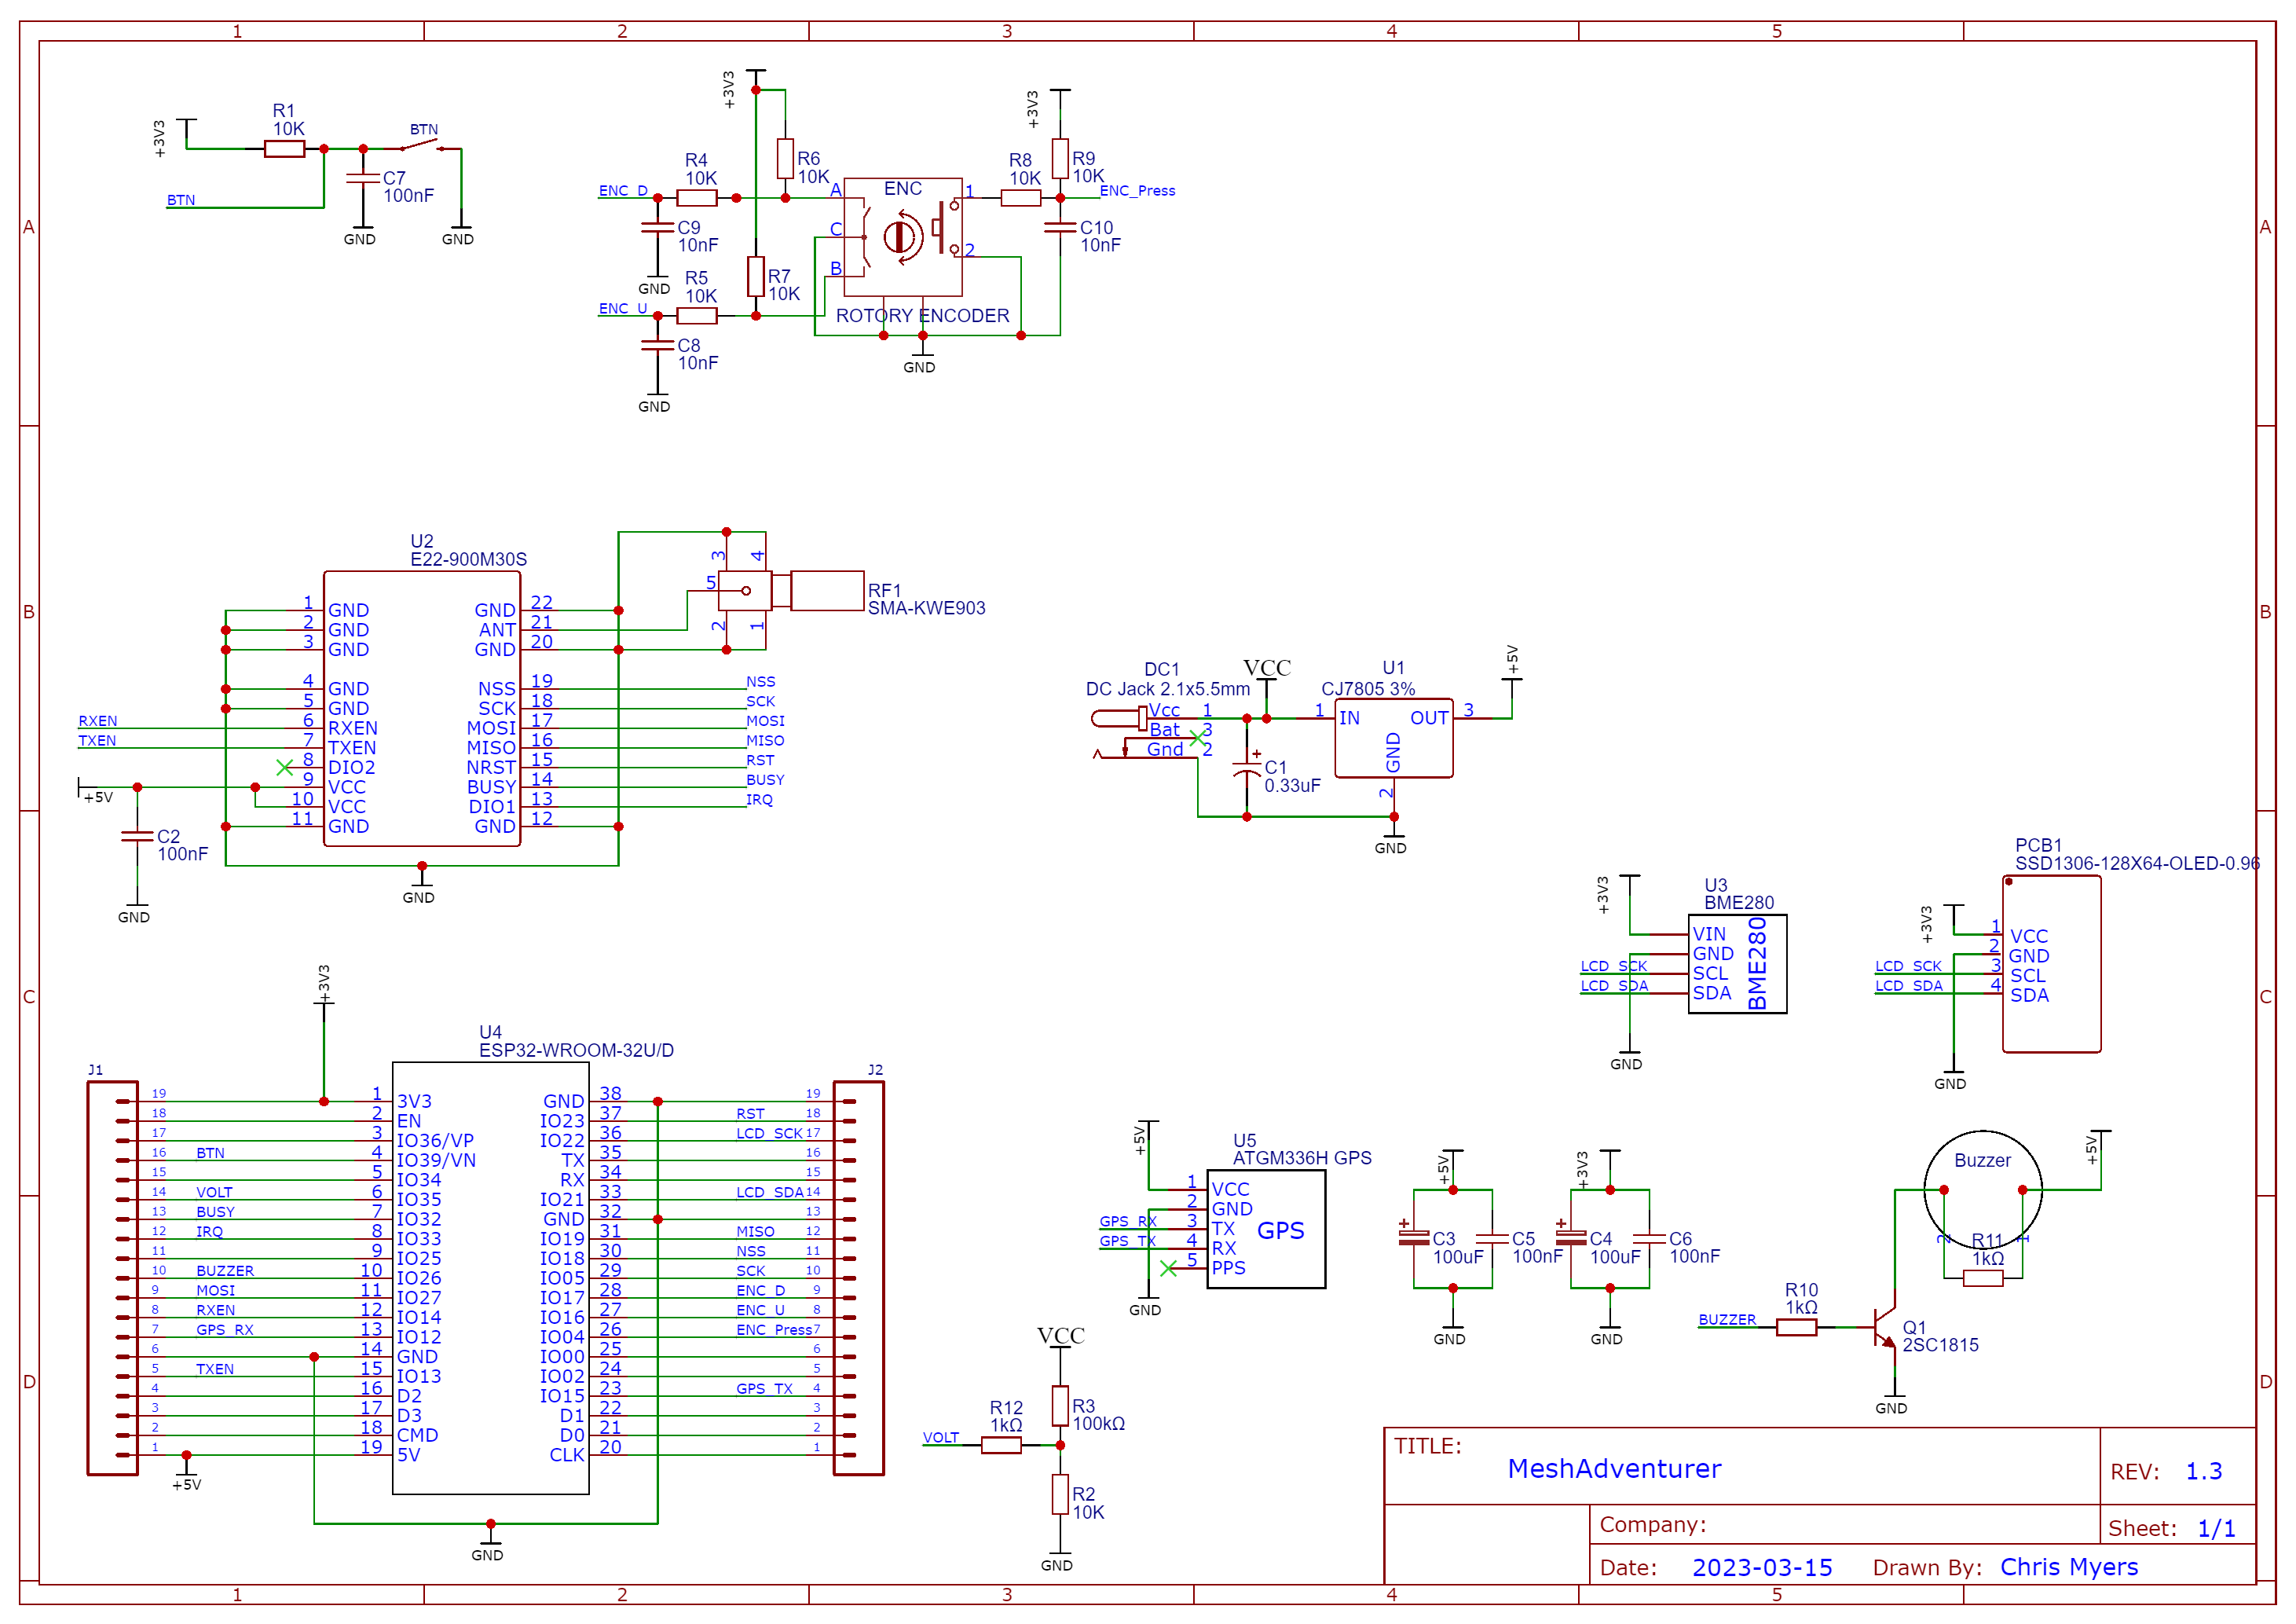 1 2 3 4 5
A
B
C
D
A
B
C
D
1 2 3 4 5
+3V3
R1
10K
BTN
C7
100nF
BTN
GND
GND
+3V3
R6
10K
R4
10K
ENC_D
C9
10nF
GND
R5
10K
ENC_U
C8
10nF
GND
R7
10K
ENC
A
C
B
1
2
ROTORY ENCODER
GND
R8
10K
+3V3
R9
10K
ENC_Press
C10
10nF
U2
E22-900M30S
1 GND
2 GND
3 GND
4 GND
5 GND
RXEN 6 RXEN
TXEN 7 TXEN
8 DIO2
9 VCC
10 VCC
11 GND
GND 22
ANT 21
GND 20
NSS 19 NSS
SCK 18 SCK
MOSI 17 MOSI
MISO 16 MISO
NRST 15 RST
BUSY 14 BUSY
DIO1 13 IRQ
GND 12
+5V
C2
100nF
GND
GND
3 4
5
2 1
RF1
SMA-KWE903
DC1
DC Jack 2.1x5.5mm
Vcc 1
Bat 3
Gnd 2
VCC
C1
0.33uF
U1
CJ7805 3%
1 IN
OUT 3
GND
2
+5V
GND
U3
BME280
+3V3
VIN
GND
LCD_SCK SCL
LCD_SDA SDA
BME280
GND
PCB1
SSD1306-128X64-OLED-0.96
+3V3
1 VCC
2 GND
LCD_SCK 3 SCL
LCD_SDA 4 SDA
GND
+3V3
U4
ESP32-WROOM-32U/D
J1
J2
19 1 3V3 GND 38 19
18 2 EN IO23 37 RST 18
17 3 IO36/VP IO22 36 LCD_SCK 17
16 BTN 4 IO39/VN TX 35 16
15 5 IO34 RX 34 15
14 VOLT 6 IO35 IO21 33 LCD_SDA 14
13 BUSY 7 IO32 GND 32 13
12 IRQ 8 IO33 IO19 31 MISO 12
11 9 IO25 IO18 30 NSS 11
10 BUZZER 10 IO26 IO05 29 SCK 10
9 MOSI 11 IO27 IO17 28 ENC_D 9
8 RXEN 12 IO14 IO16 27 ENC_U 8
7 GPS_RX 13 IO12 IO04 26 ENC_Press 7
6 14 GND IO00 25 6
5 TXEN 15 IO13 IO02 24 5
4 16 D2 IO15 23 GPS_TX 4
3 17 D3 D1 22 3
2 18 CMD D0 21 2
1 19 5V CLK 20 1
+5V
GND
+5V
U5
ATGM336H GPS
1 VCC
2 GND
GPS_RX 3 TX
GPS_TX 4 RX
5 PPS
GPS
GND
+5V
C3
100uF
C5
100nF
GND
+3V3
C4
100uF
C6
100nF
GND
Buzzer
+5V
2 1
R11
1kΩ
BUZZER
R10
1kΩ
Q1
2SC1815
GND
VCC
R3
100kΩ
R12
1kΩ
VOLT
R2
10K
GND
TITLE:
MeshAdventurer
REV: 1.3
Company:
Sheet: 1/1
Date: 2023-03-15
Drawn By: Chris Myers